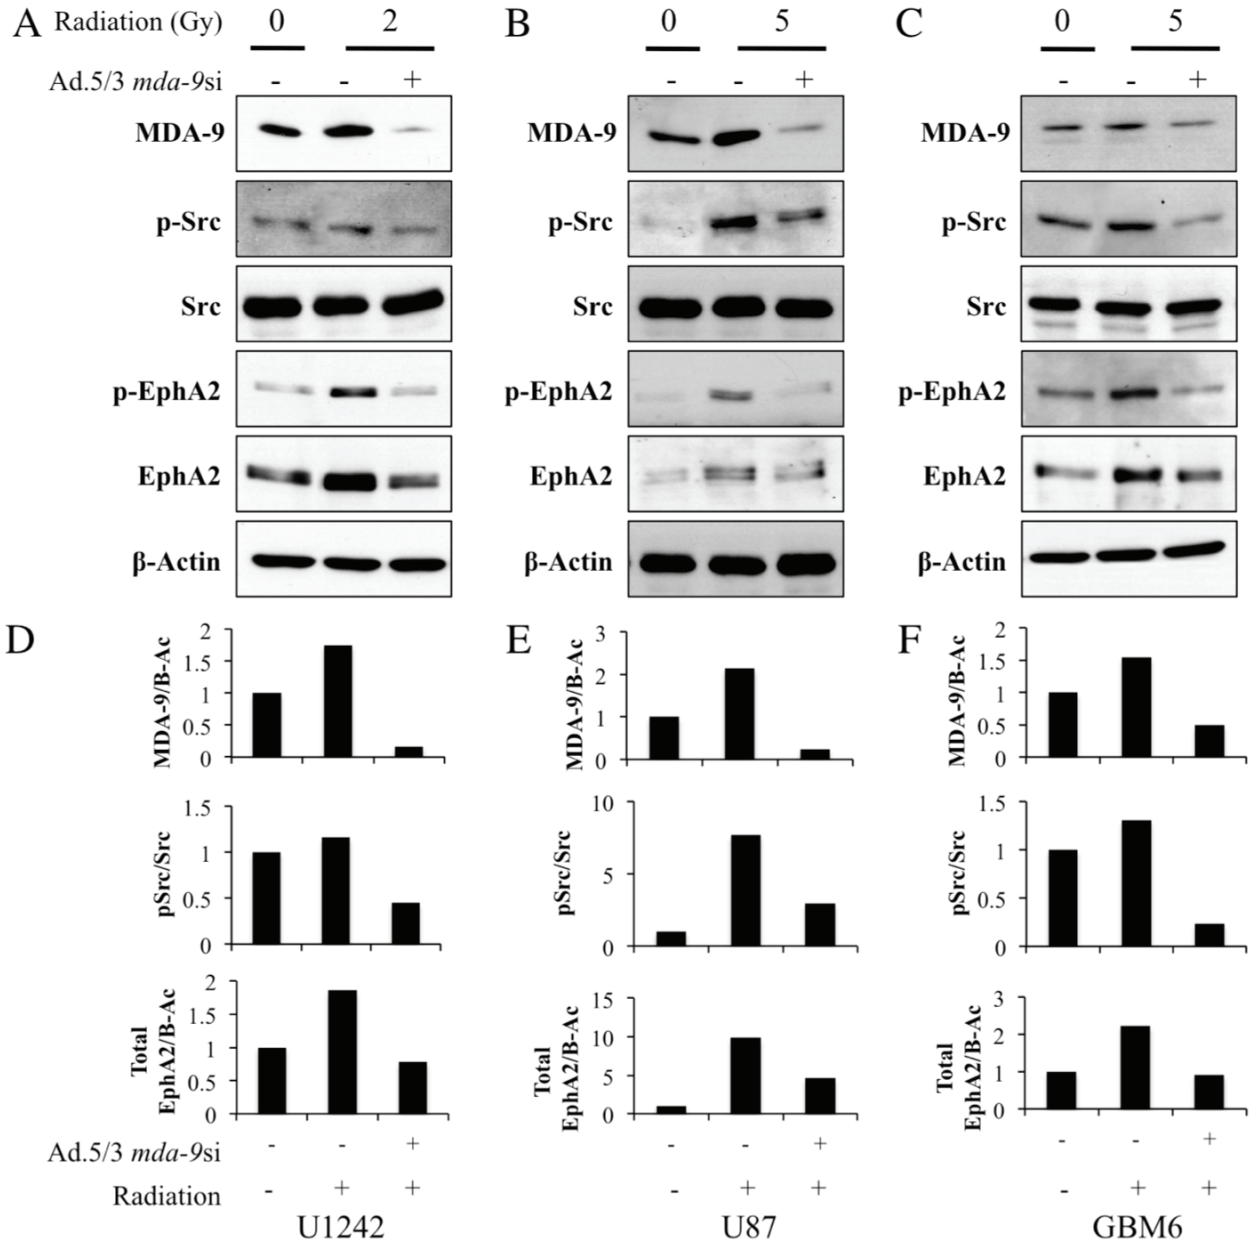 A Radiation (Gy) 0 2
Ad.5/3 mda-9si - - +
MDA-9
p-Src
Src
p-EphA2
EphA2
β-Actin
B 0 5
- - +
MDA-9
p-Src
Src
p-EphA2
EphA2
β-Actin
C 0 5
- - +
MDA-9
p-Src
Src
p-EphA2
EphA2
β-Actin
D
MDA-9/B-Ac
2
1.5
1
0.5
0
pSrc/Src
1.5
1
0.5
0
Total
EphA2/B-Ac
2
1.5
1
0.5
0
Ad.5/3 mda-9si - - +
Radiation - + +
U1242
E
MDA-9/B-Ac
3
2
1
0
pSrc/Src
10
5
0
Total
EphA2/B-Ac
15
10
5
0
- - +
- + +
U87
F
MDA-9/B-Ac
2
1.5
1
0.5
0
pSrc/Src
1.5
1
0.5
0
Total
EphA2/B-Ac
3
2
1
0
- - +
- + +
GBM6